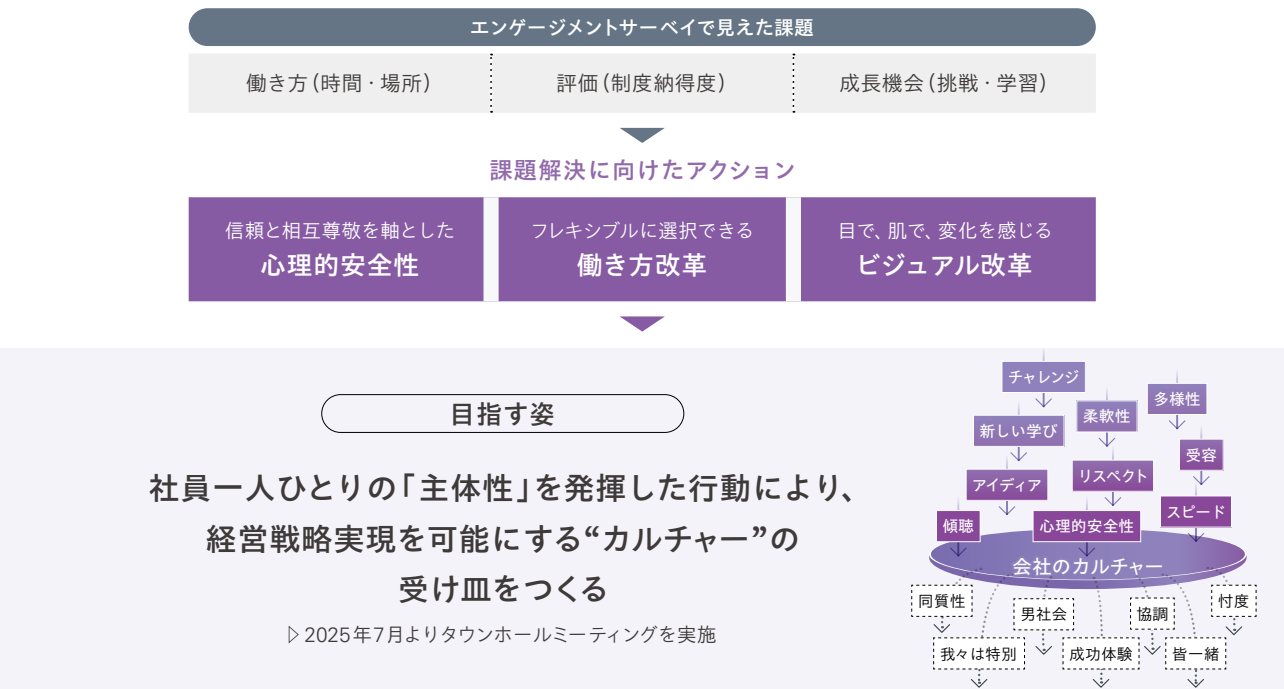 エンゲージメントサーベイで見えた課題
働き方(時間・場所)
評価(制度納得度)
成長機会(挑戦・学習)
課題解決に向けたアクション
信頼と相互尊敬を軸とした
心理的安全性
フレキシブルに選択できる
働き方改革
目で、肌で、変化を感じる
ビジュアル改革
目指す姿
社員一人ひとりの「主体性」を発揮した行動により、
経営戦略実現を可能にする“カルチャー”の
受け皿をつくる
▷2025年7月よりタウンホールミーティングを実施
チャレンジ
多様性
柔軟性
新しい学び
受容
リスペクト
アイディア
スピード
傾聴
心理的安全性
会社のカルチャー
同質性
男社会
協調
忖度
我々は特別
成功体験
皆一緒